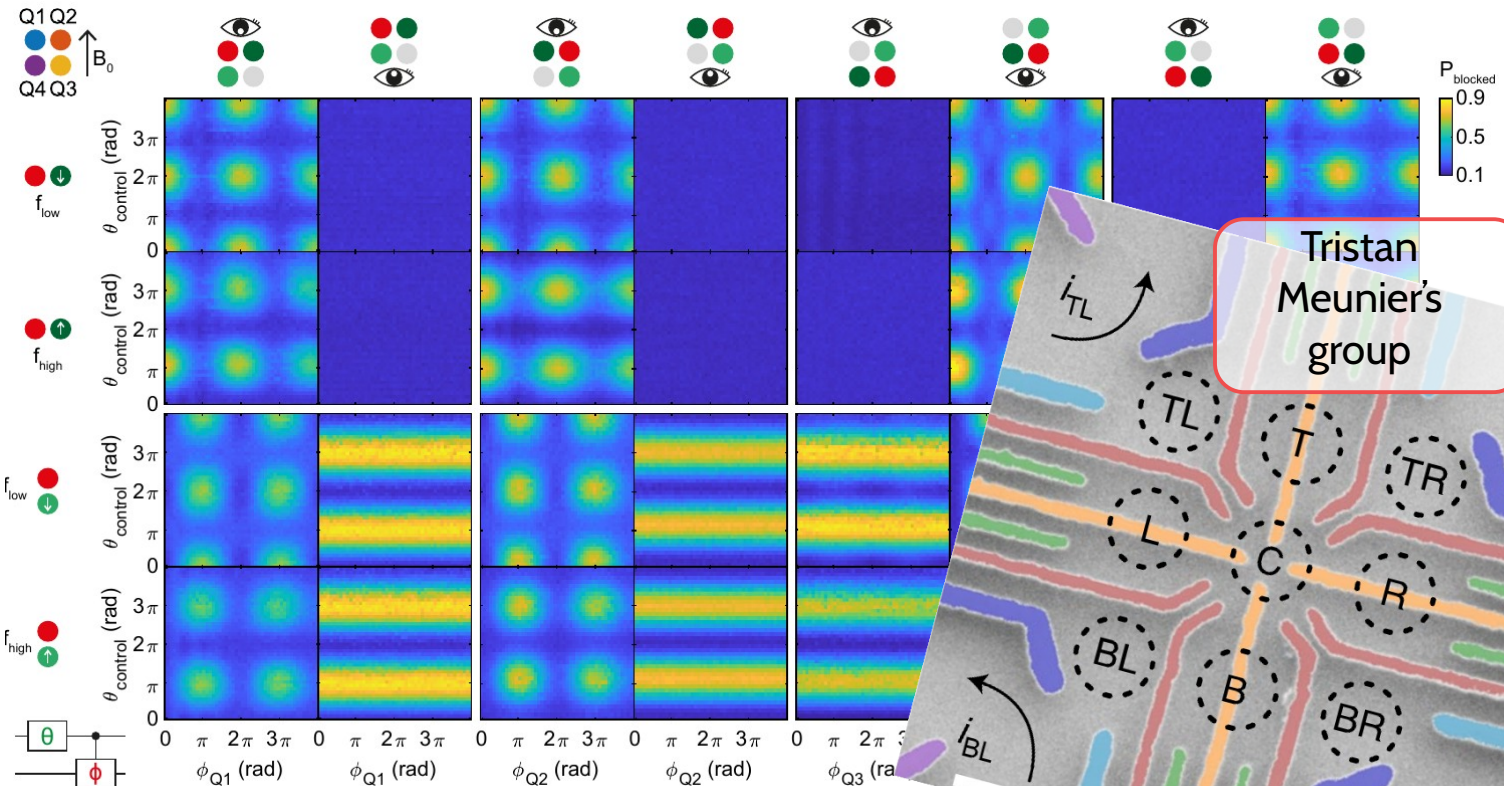 Q1 Q2
B0
Q4 Q3
Pblocked
0.9
0.5
0.1
flow
θcontrol (rad)
3π
2π
π
0
fhigh
θcontrol (rad)
3π
2π
π
0
flow
θcontrol (rad)
3π
2π
π
0
fhigh
θcontrol (rad)
3π
2π
π
0
θ
ϕ
0 π 2π 3π 0 π 2π 3π 0 π 2π 3π 0 π 2π 3π 0 π 2π
ϕQ1 (rad) ϕQ1 (rad) ϕQ2 (rad) ϕQ2 (rad) ϕQ3
Tristan
Meunier's
group
iTL
TL
T
TR
L
C
R
BL
B
BR
iBL